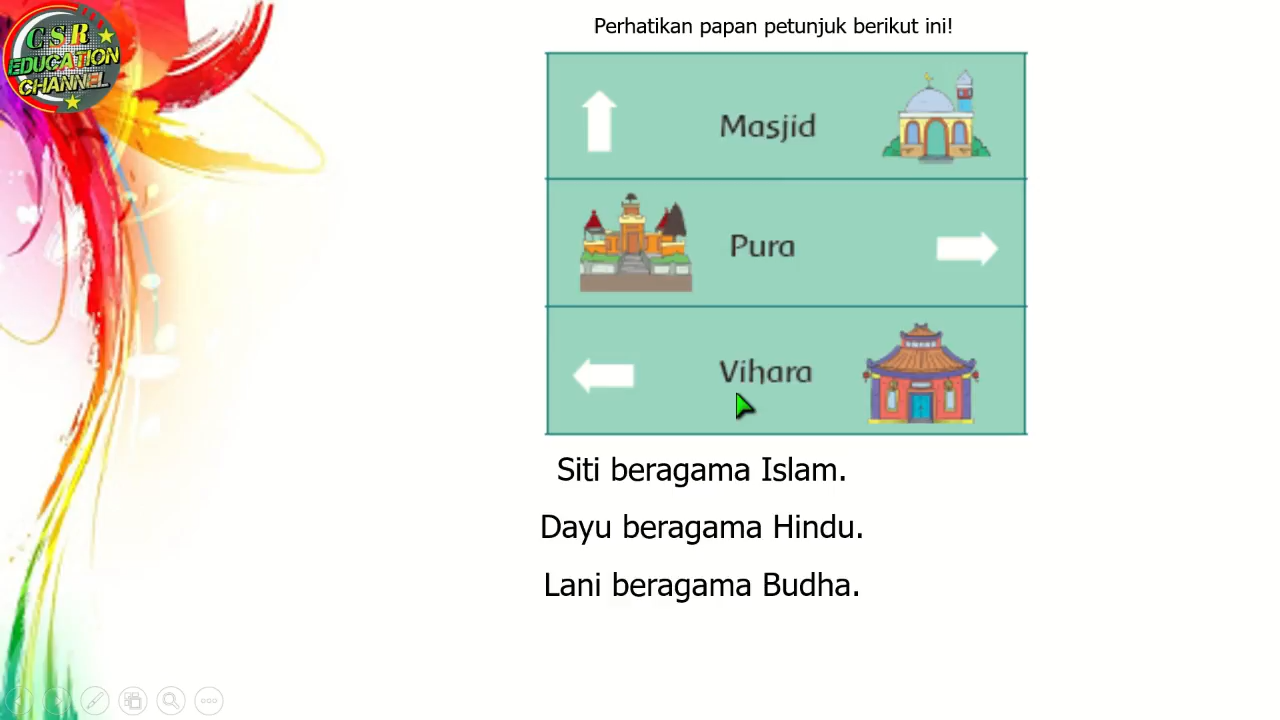 CSR
EDUCATION
CHANNEL
Perhatikan papan petunjuk berikut ini!
Masjid
Pura
Vihara
Siti beragama Islam.
Dayu beragama Hindu.
Lani beragama Budha.